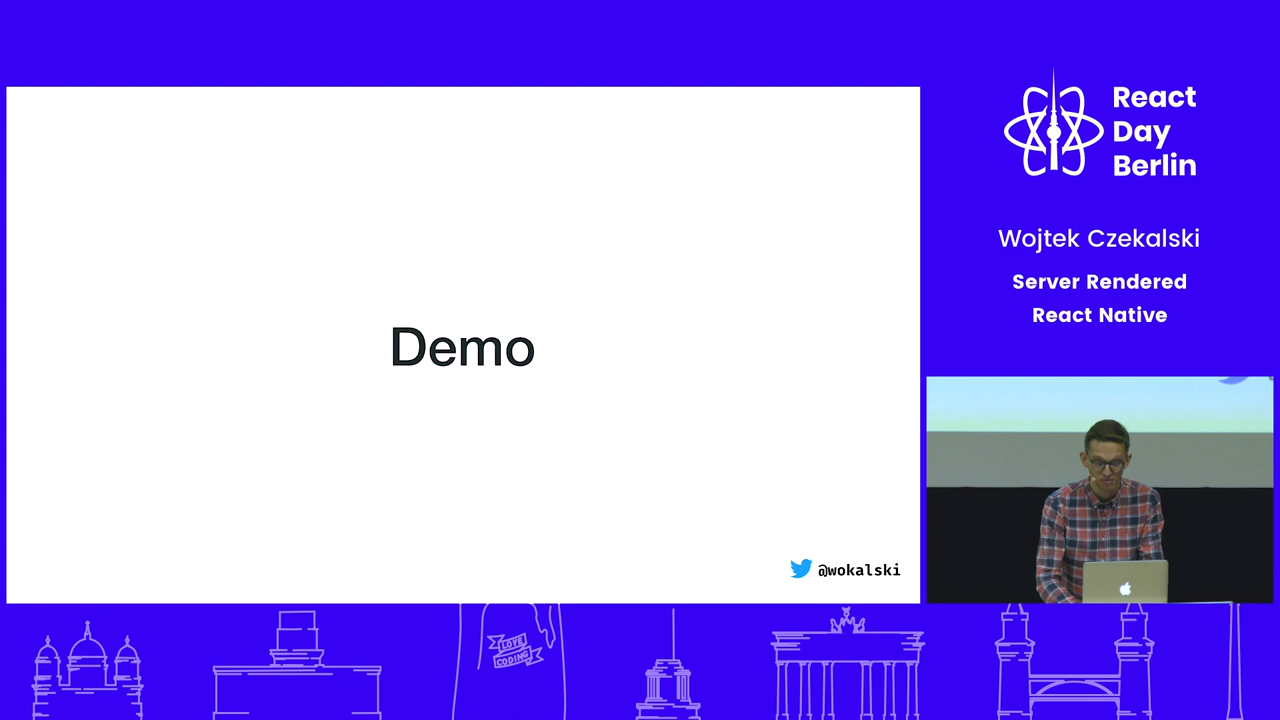 React
Day
Berlin
Wojtek Czekalski
Server Rendered
React Native
Demo
@wokalski
LOVE
CODING